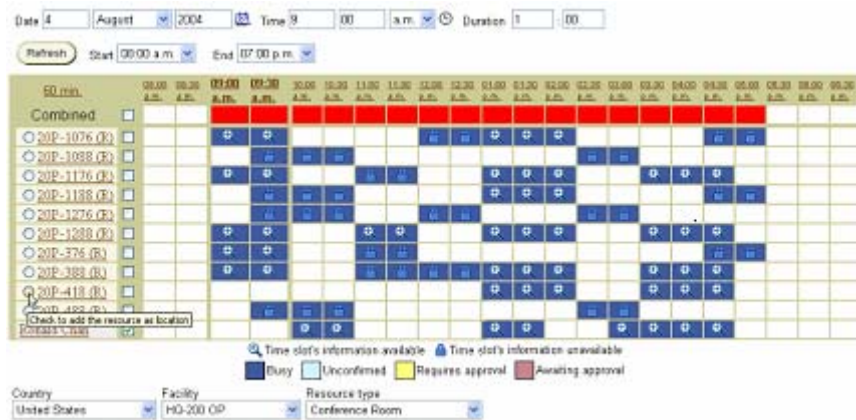 Date 4 August 2004 Time 9 00 a.m. Duration 1 : 00
Refresh Start 08:00 a.m. End 07:00 p.m.
60 min. 08:00 a.m. 08:30 a.m. 09:00 a.m. 09:30 a.m. 10:00 a.m. 10:30 a.m. 11:00 a.m. 11:30 a.m. 12:00 p.m. 12:30 p.m. 01:00 p.m. 01:30 p.m. 02:00 p.m. 02:30 p.m. 03:00 p.m. 03:30 p.m. 04:00 p.m. 04:30 p.m. 05:00 p.m. 05:30 p.m. 06:00 p.m. 06:30 p.m.
Combined
20P-1076 (R)
20P-1088 (R)
20P-1176 (R)
20P-1188 (R)
20P-1276 (R)
20P-1288 (R)
20P-376 (R)
20P-388 (R)
20P-418 (R)
20P-488 (R)
Check to add the resource as location
Ronald Chan
Time slot's information available Time slot's information unavailable
Busy Unconfirmed Requires approval Awaiting approval
Country Facility Resource type
United States HQ-200 OP Conference Room